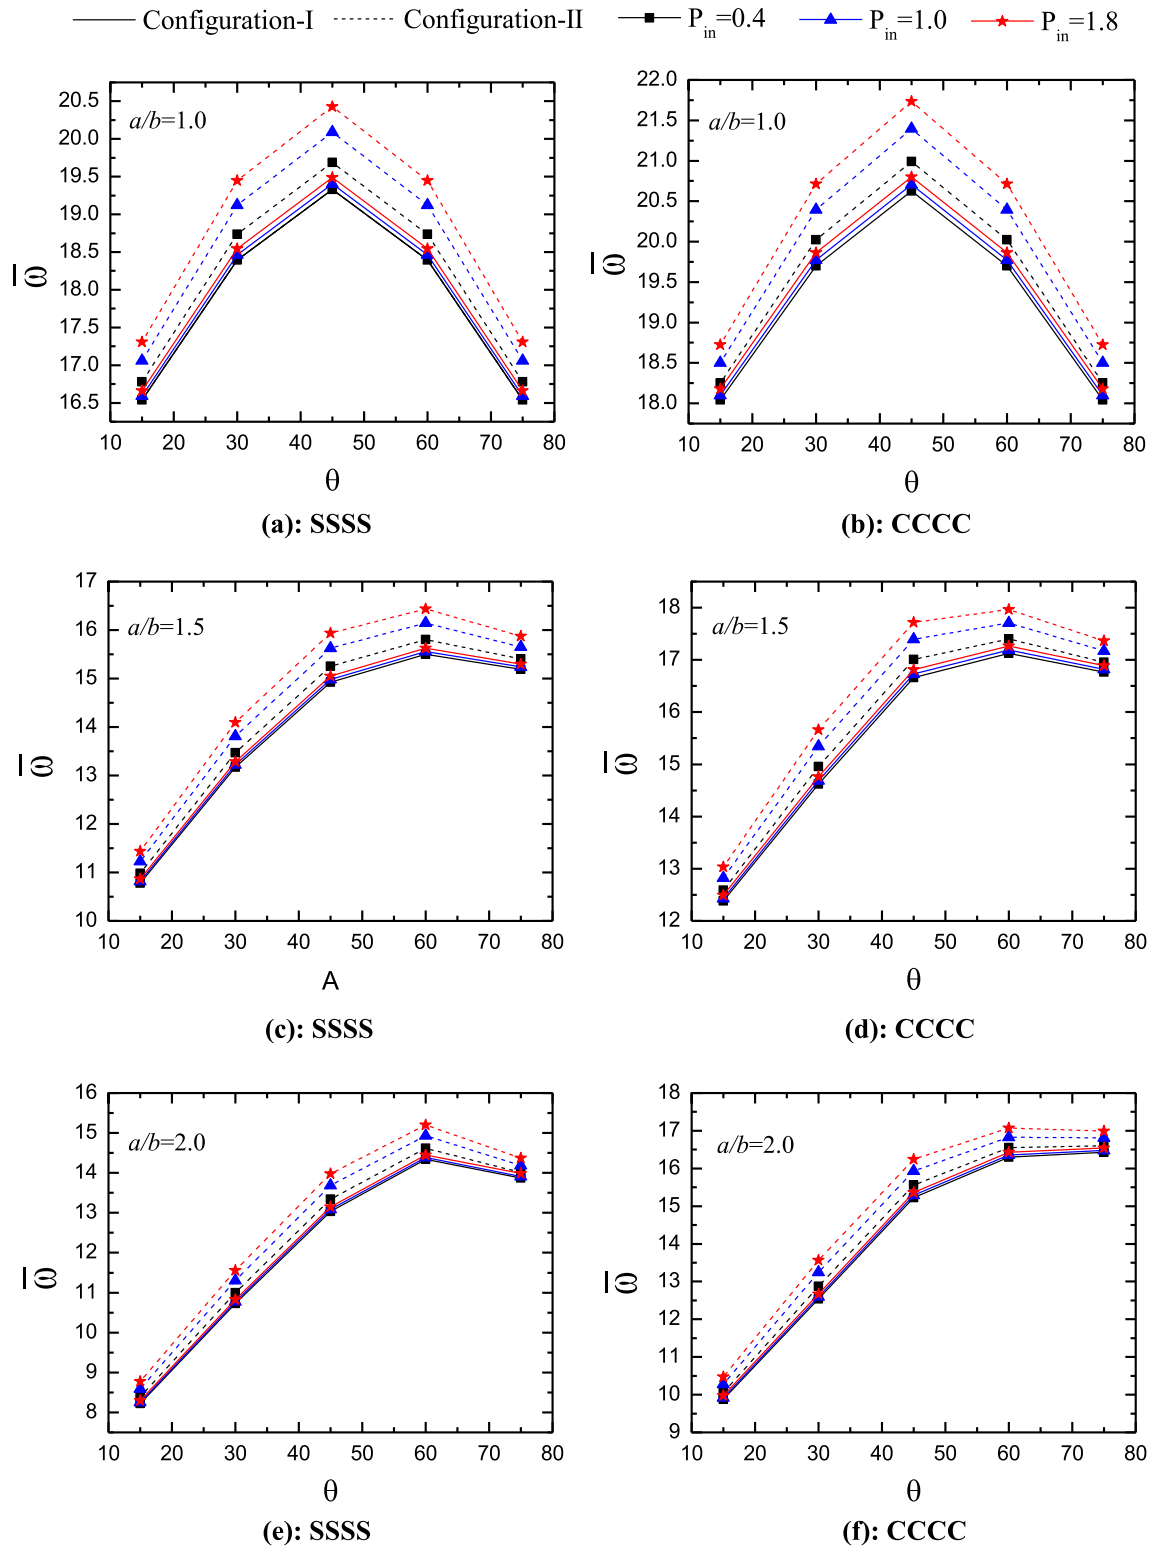 Configuration-I Configuration-II P_in=0.4 P_in=1.0 P_in=1.8
a/b=1.0
20.5
20.0
19.5
19.0
18.5
18.0
17.5
17.0
16.5
10 20 30 40 50 60 70 80
ω̅
θ
(a): SSSS
a/b=1.0
22.0
21.5
21.0
20.5
20.0
19.5
19.0
18.5
18.0
10 20 30 40 50 60 70 80
ω̅
θ
(b): CCCC
a/b=1.5
17
16
15
14
13
12
11
10
10 20 30 40 50 60 70 80
ω̅
A
(c): SSSS
a/b=1.5
18
17
16
15
14
13
12
10 20 30 40 50 60 70 80
ω̅
θ
(d): CCCC
a/b=2.0
16
15
14
13
12
11
10
9
8
10 20 30 40 50 60 70 80
ω̅
θ
(e): SSSS
a/b=2.0
18
17
16
15
14
13
12
11
10
9
10 20 30 40 50 60 70 80
ω̅
θ
(f): CCCC